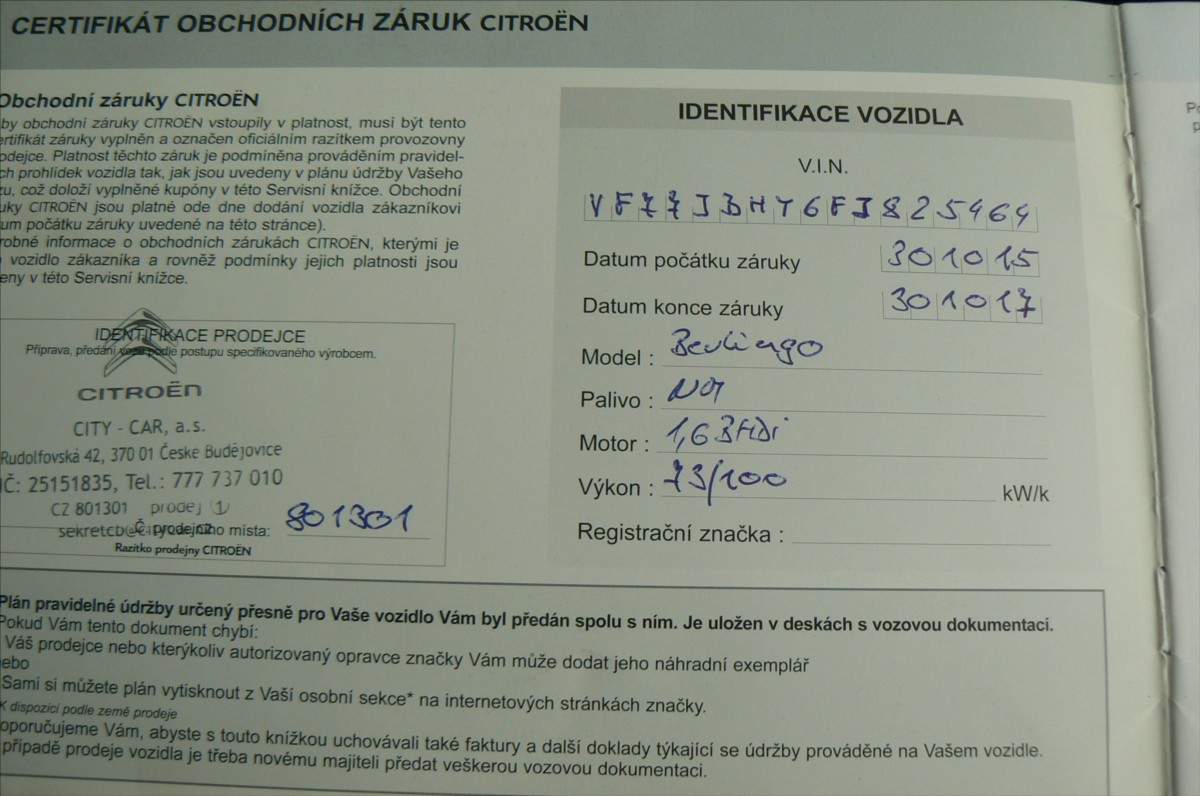 CERTIFIKÁT OBCHODNÍCH ZÁRUK CITROËN
Obchodní záruky CITROËN
by obchodní záruky CITROËN vstoupily v platnost, musí být tento
ertifikát záruky vyplněn a označen oficiálním razítkem provozovny
odejce. Platnost těchto záruk je podmíněna prováděním pravidel-
ch prohlídek vozidla tak, jak jsou uvedeny v plánu údržby Vašeho
zu, což doloží vyplněné kupóny v této Servisní knížce. Obchodní
uky CITROËN jsou platné ode dne dodání vozidla zákazníkovi
um počátku záruky uvedené na této stránce).
robné informace o obchodních zárukách CITROËN, kterými je
vozidlo zákazníka a rovněž podmínky jejich platnosti jsou
eny v této Servisní knížce.
IDENTIFIKACE PRODEJCE
Příprava, předání vozu podle postupu specifikovaného výrobcem.
CITROËN
CITY - CAR, a.s.
Rudolfovská 42, 370 01 České Budějovice
IČ: 25151835, Tel.: 777 737 010
CZ 801301 prodej 1
Č. prodejního místa: 801301
Razítko prodejny CITROËN
IDENTIFIKACE VOZIDLA
V.I.N.
VF77JBHY6FJ825464
Datum počátku záruky 301015
Datum konce záruky 301017
Model : Berlingo
Palivo : NM
Motor : 1,6 BHDi
Výkon : 73/100 kW/k
Registrační značka :
Plán pravidelné údržby určený přesně pro Vaše vozidlo Vám byl předán spolu s ním. Je uložen v deskách s vozovou dokumentací.
Pokud Vám tento dokument chybí:
Váš prodejce nebo kterýkoliv autorizovaný opravce značky Vám může dodat jeho náhradní exemplář
ebo
Sami si můžete plán vytisknout z Vaší osobní sekce* na internetových stránkách značky.
K dispozici podle země prodeje
oporučujeme Vám, abyste s touto knížkou uchovávali také faktury a další doklady týkající se údržby prováděné na Vašem vozidle.
případě prodeje vozidla je třeba novému majiteli předat veškerou vozovou dokumentaci.